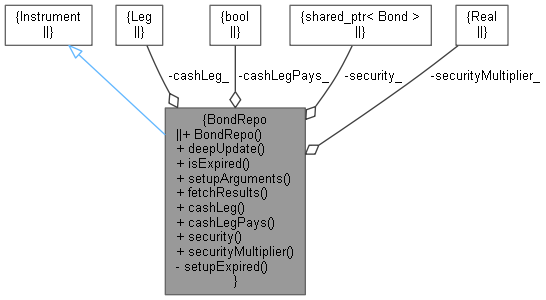 {Instrument
||}
{Leg
||}
{bool
||}
{shared_ptr< Bond >
||}
{Real
||}
-cashLeg_
-cashLegPays_
-security_
-securityMultiplier_
{BondRepo
||+ BondRepo()
+ deepUpdate()
+ isExpired()
+ setupArguments()
+ fetchResults()
+ cashLeg()
+ cashLegPays()
+ security()
+ securityMultiplier()
- setupExpired()
}